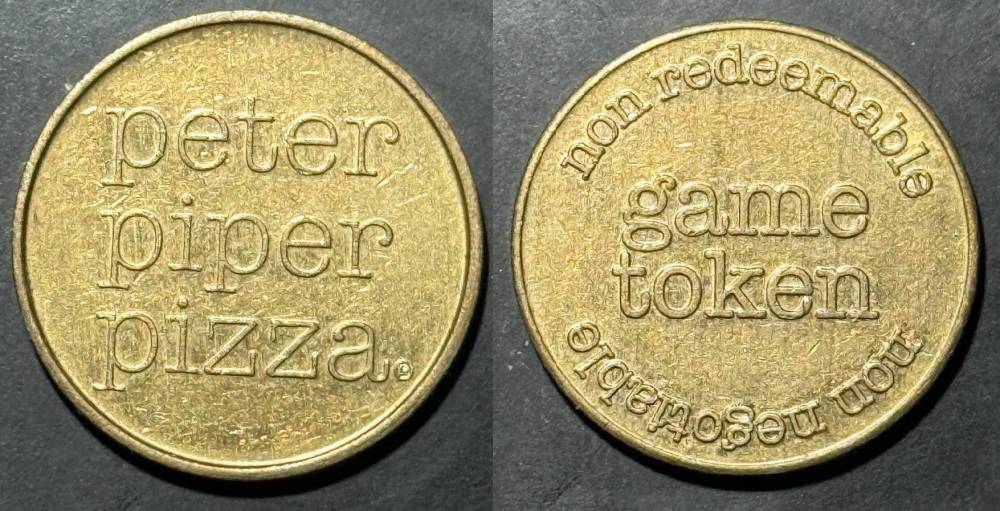 peter
piper
pizza®
non redeemable
game
token
non negotiable